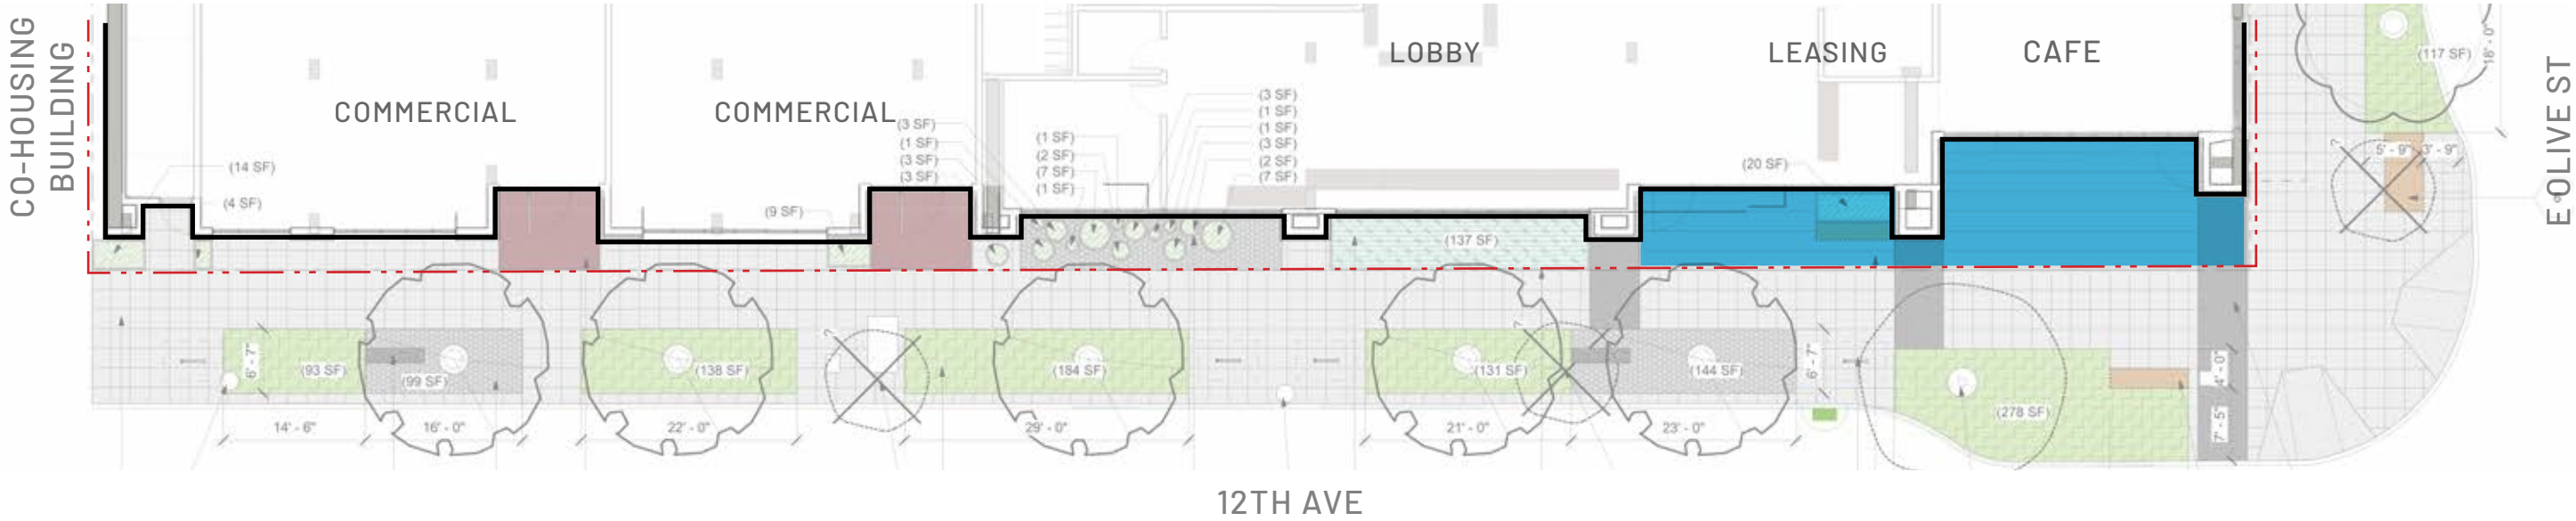 CO-HOUSING
BUILDING
COMMERCIAL
COMMERCIAL
LOBBY
LEASING
CAFE
E OLIVE ST
(117 SF)
18' - 0"
5' - 9"
3' - 9"
(14 SF)
(4 SF)
(9 SF)
(3 SF)
(1 SF)
(3 SF)
(3 SF)
(1 SF)
(2 SF)
(7 SF)
(1 SF)
(3 SF)
(1 SF)
(1 SF)
(3 SF)
(2 SF)
(7 SF)
(20 SF)
(137 SF)
6' - 7"
(93 SF)
(99 SF)
(138 SF)
(184 SF)
(131 SF)
(144 SF)
6' - 7"
(278 SF)
4'- 0"
7' - 5"
14' - 6"
16' - 0"
22' - 0"
29' - 0"
21' - 0"
23' - 0"
12TH AVE